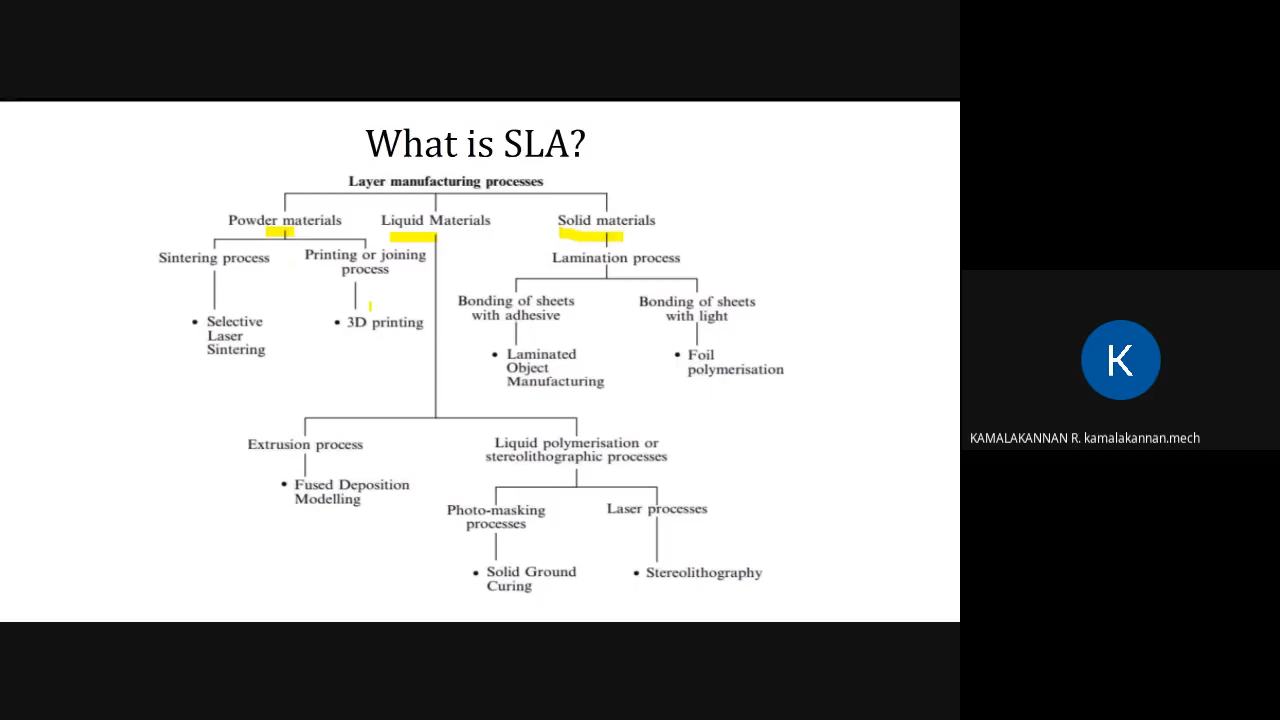 What is SLA?
Layer manufacturing processes
Powder materials
Liquid Materials
Solid materials
Sintering process
Printing or joining
process
Lamination process
Bonding of sheets
with adhesive
Bonding of sheets
with light
• Selective
Laser
Sintering
• 3D printing
• Laminated
Object
Manufacturing
• Foil
polymerisation
Extrusion process
Liquid polymerisation or
stereolithographic processes
• Fused Deposition
Modelling
Photo-masking
processes
Laser processes
• Solid Ground
Curing
• Stereolithography
K
KAMALAKANNAN R. kamalakannan.mech